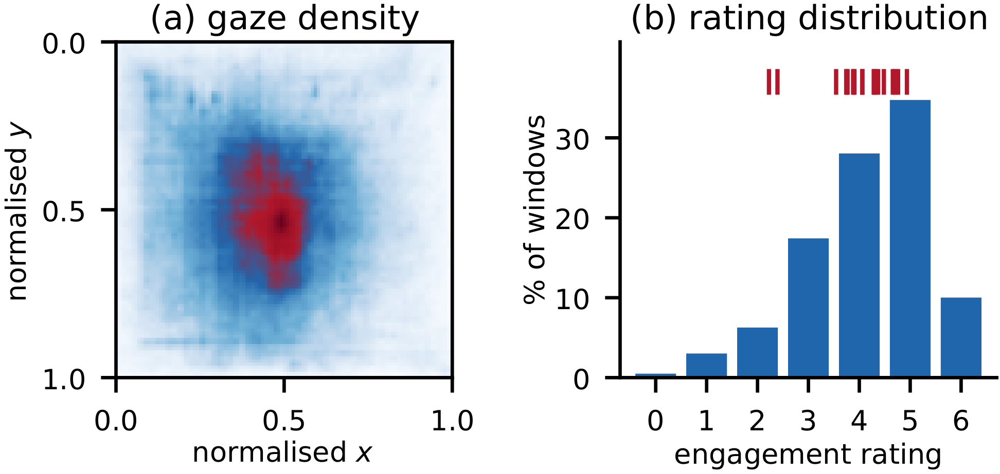 (a) gaze density
0.0
0.5
1.0
normalised y
0.0 0.5 1.0
normalised x
(b) rating distribution
30
20
10
0
% of windows
0 1 2 3 4 5 6
engagement rating